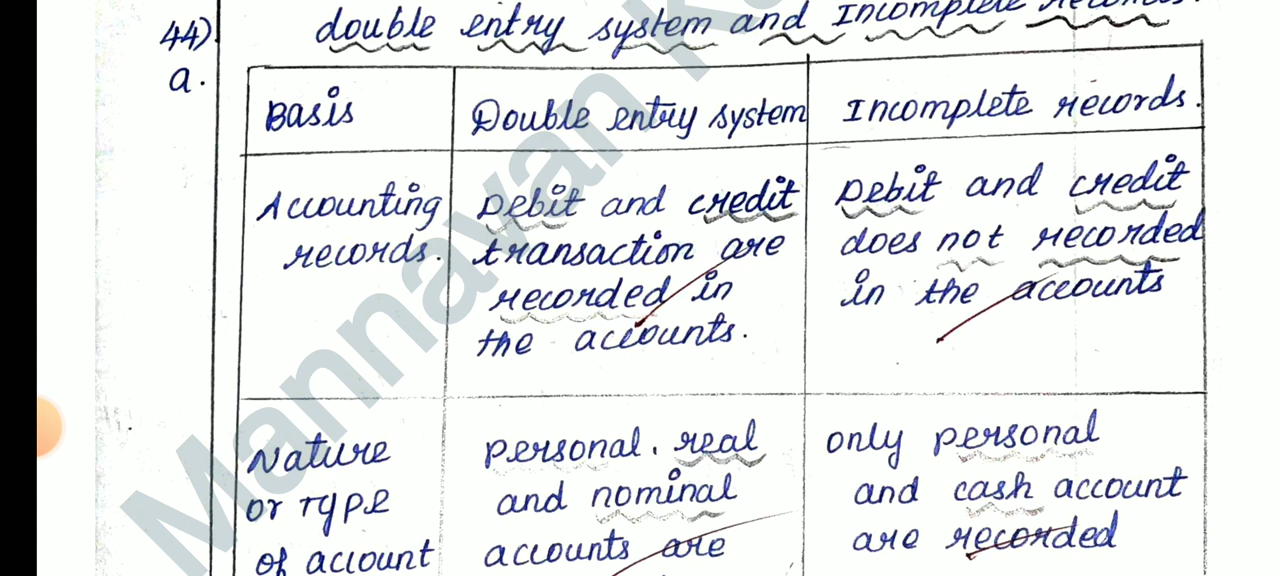 44) double entry system and Incomplete records.
a.
Basis
Double entry system
Incomplete records.
Accounting
records.
Debit and credit
transaction are
recorded in
the accounts.
Debit and credit
does not recorded
in the accounts
Nature
or Type
of account
personal, real
and nominal
accounts are
only personal
and cash account
are recorded
Mannavan